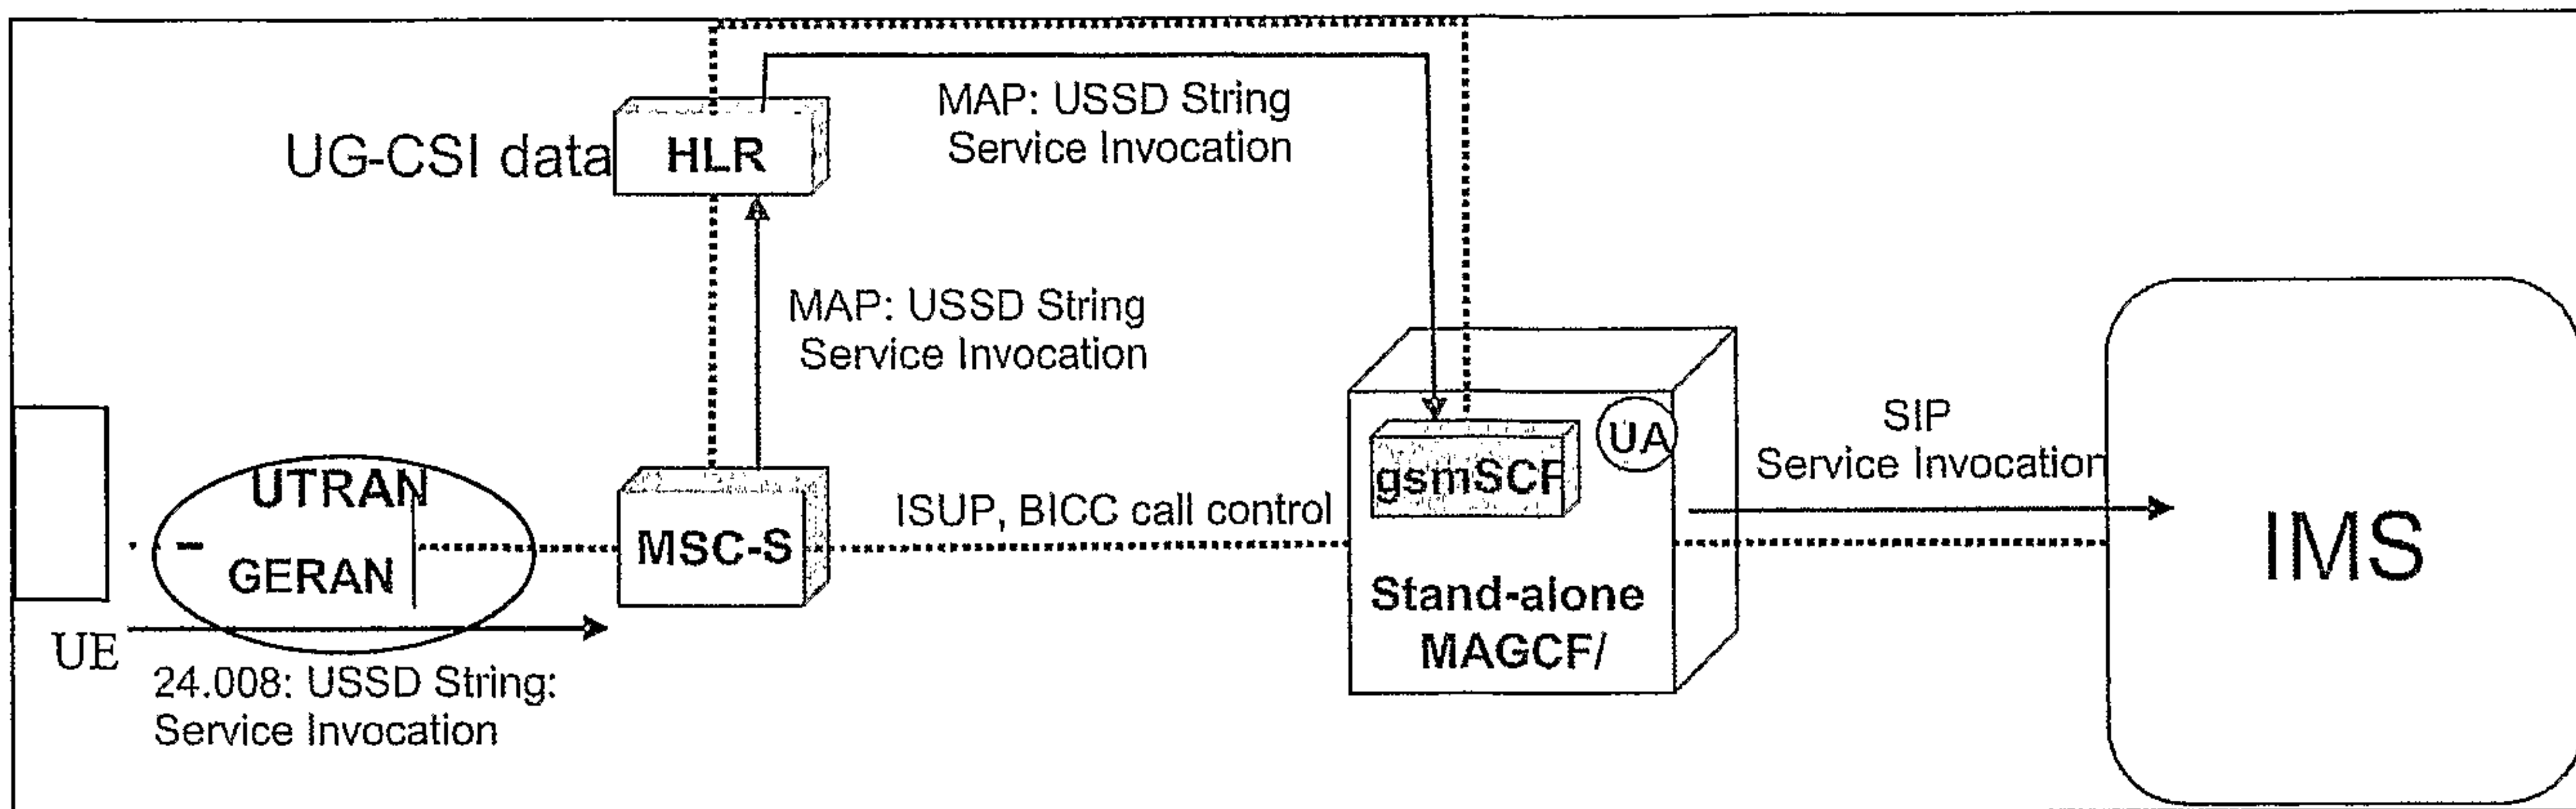 MAP: USSD String
Service Invocation
UG-CSI data
HLR
MAP: USSD String
Service Invocation
UA
gsmSCF
SIP
Service Invocation
UTRAN
GERAN
MSC-S
ISUP, BICC call control
IMS
Stand-alone
MAGCF/
UE
24.008: USSD String:
Service Invocation